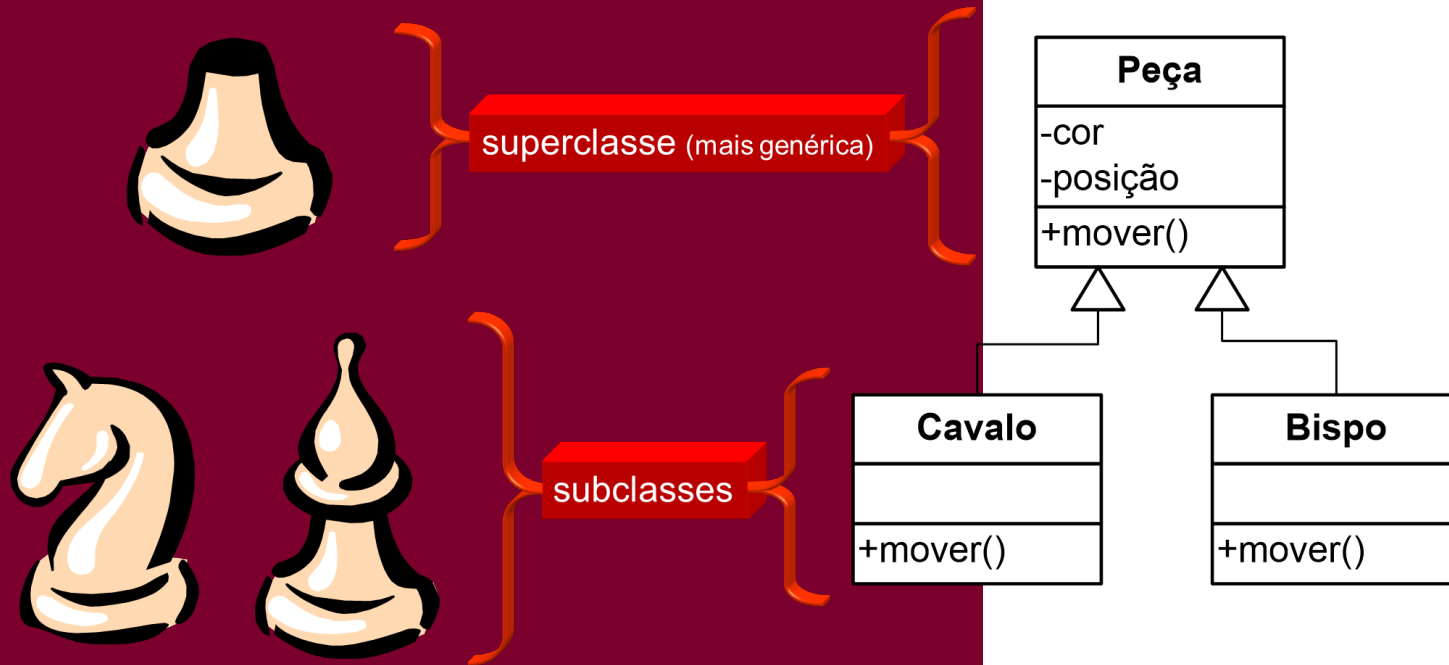 superclasse (mais genérica)
Peça
-cor
-posição
+mover()
subclasses
Cavalo
+mover()
Bispo
+mover()